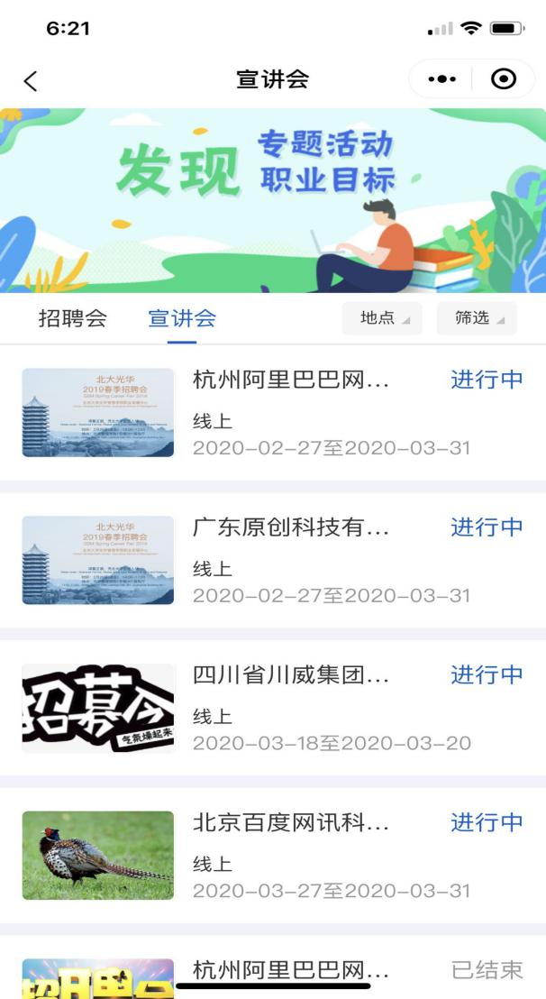 6:21
宣讲会
发现
专题活动
职业目标
招聘会
宣讲会
地点
筛选
北大光华
2019春季招聘会
GSM Spring Career Fair 2019
杭州阿里巴巴网...
进行中
线上
2020-02-27至2020-03-31
北大光华
2019春季招聘会
GSM Spring Career Fair 2019
广东原创科技有...
进行中
线上
2020-02-27至2020-03-31
招募令
气氛燥起来
四川省川威集团...
进行中
线上
2020-03-18至2020-03-20
北京百度网讯科...
进行中
线上
2020-03-27至2020-03-31
杭州阿里巴巴网...
已结束